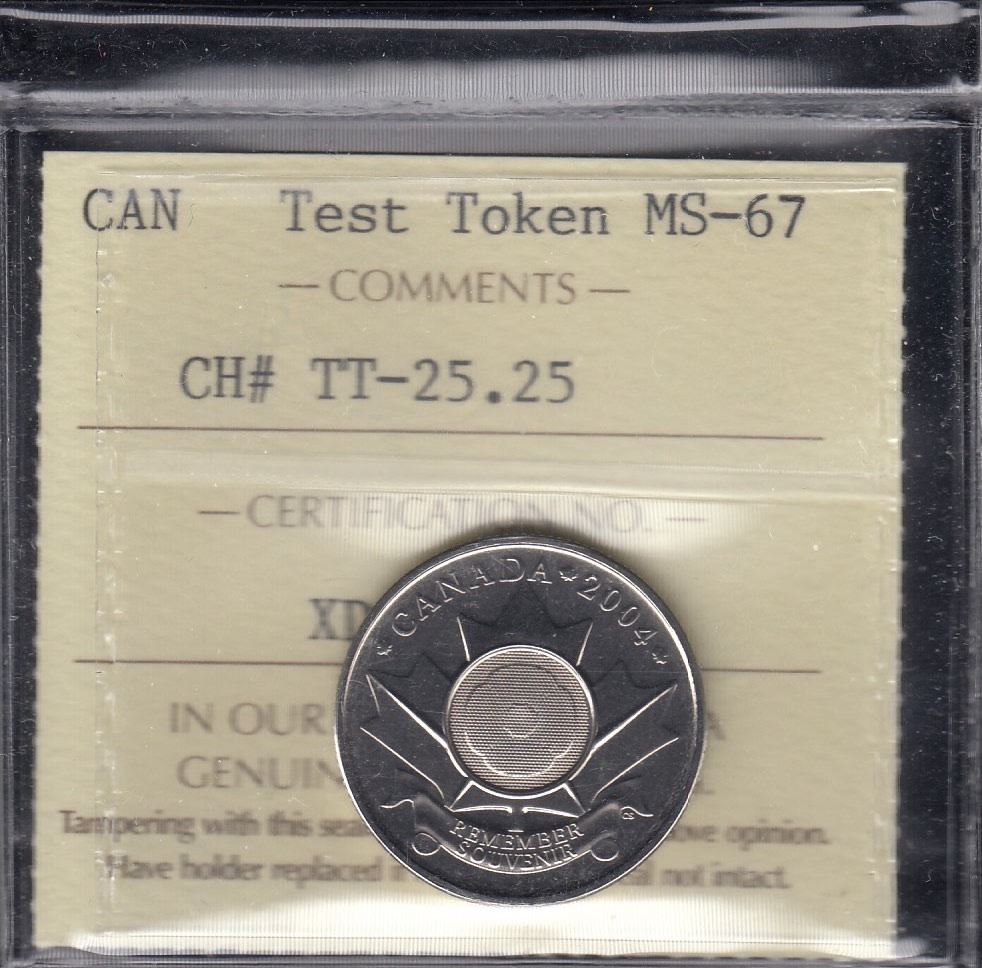 CAN Test Token MS-67
— COMMENTS —
CH# TT-25.25
— CERTIFICATION NO. —
XD
IN OUR
GENUIN
Tampering with this sea ove opinion.
Have holder replaced if al not intact.
CANADA 2004
REMEMBER
SOUVENIR